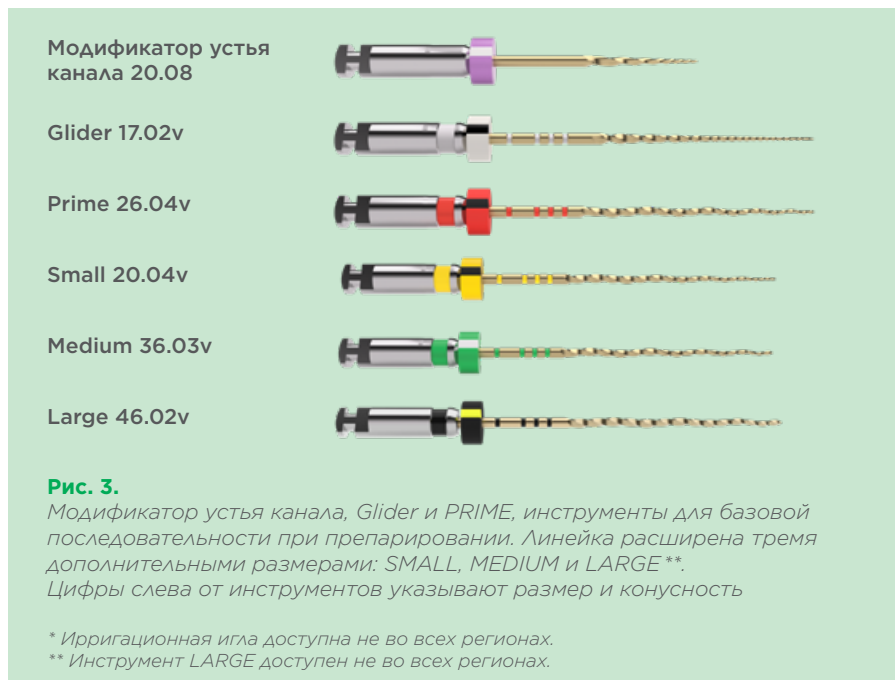 Модификатор устья
канала 20.08
Glider 17.02v
Prime 26.04v
Small 20.04v
Medium 36.03v
Large 46.02v
Рис. 3.
Модификатор устья канала, Glider и PRIME, инструменты для базовой
последовательности при препарировании. Линейка расширена тремя
дополнительными размерами: SMALL, MEDIUM и LARGE **.
Цифры слева от инструментов указывают размер и конусность
* Ирригационная игла доступна не во всех регионах.
** Инструмент LARGE доступен не во всех регионах.